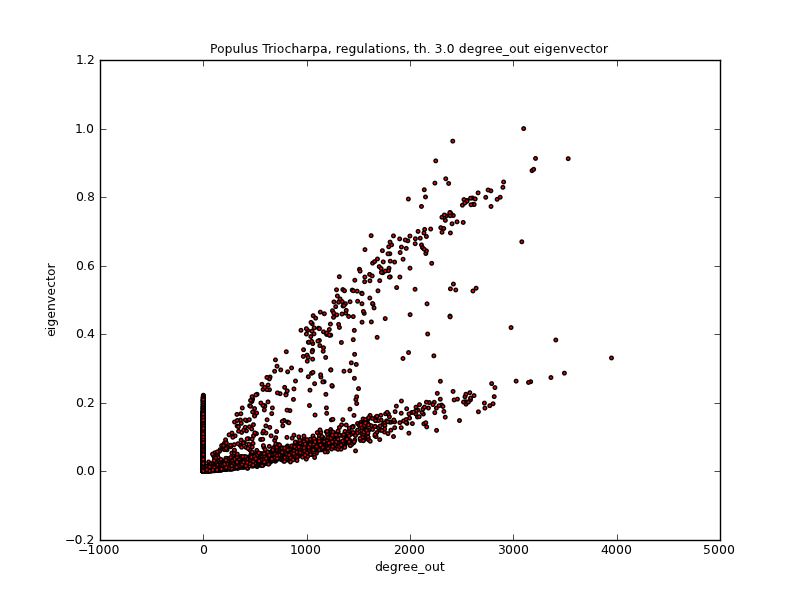 Populus Triocharpa, regulations, th. 3.0 degree_out eigenvector
1.2
1.0
0.8
0.6
0.4
0.2
0.0
−0.2
eigenvector
−1000 0 1000 2000 3000 4000 5000
degree_out